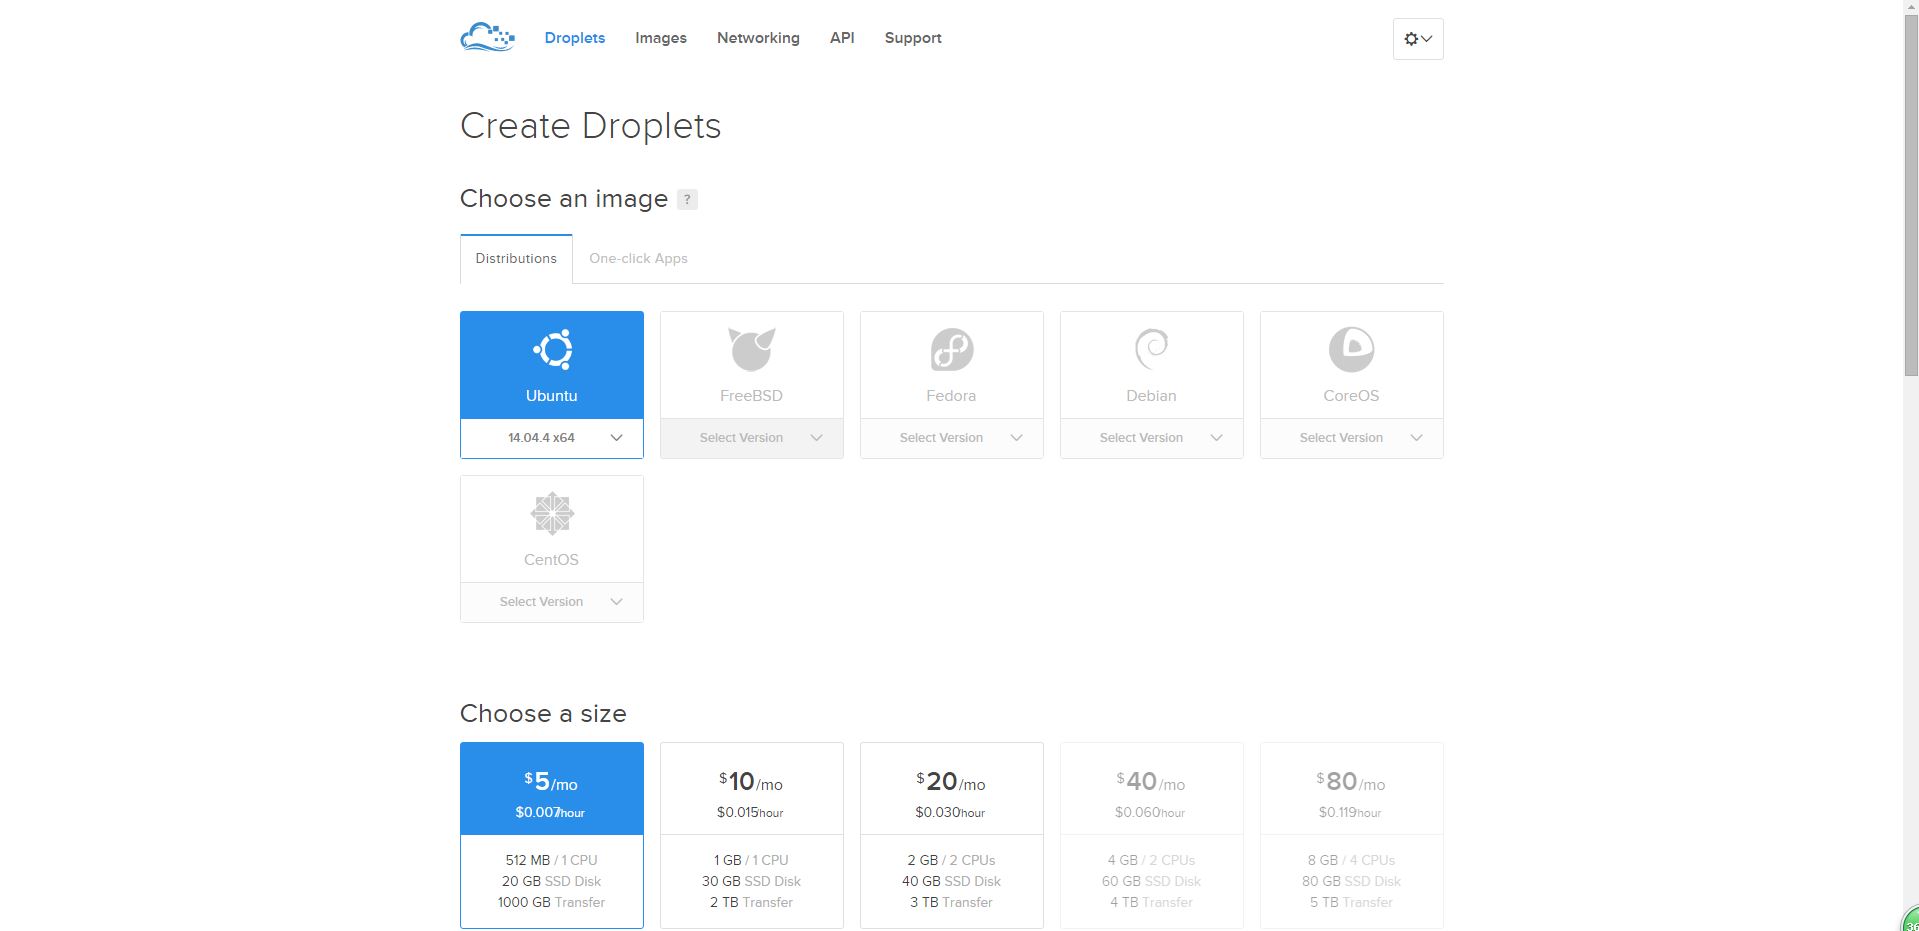 Droplets Images Networking API Support
Create Droplets
Choose an image ?
Distributions One-click Apps
Ubuntu FreeBSD Fedora Debian CoreOS
14.04.4 x64 Select Version Select Version Select Version Select Version
CentOS
Select Version
Choose a size
$5/mo $10/mo $20/mo $40/mo $80/mo
$0.007/hour $0.015/hour $0.030/hour $0.060/hour $0.119/hour
512 MB / 1 CPU 1 GB / 1 CPU 2 GB / 2 CPUs 4 GB / 2 CPUs 8 GB / 4 CPUs
20 GB SSD Disk 30 GB SSD Disk 40 GB SSD Disk 60 GB SSD Disk 80 GB SSD Disk
1000 GB Transfer 2 TB Transfer 3 TB Transfer 4 TB Transfer 5 TB Transfer